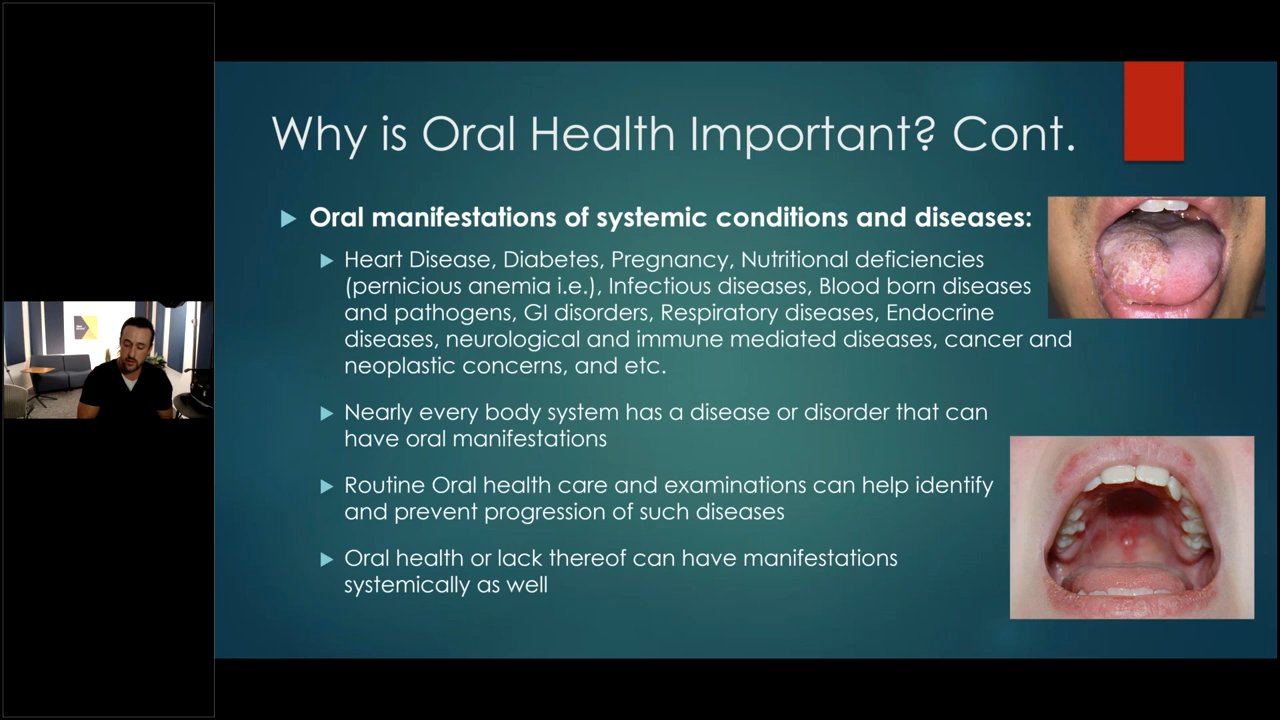 Why is Oral Health Important? Cont.
Oral manifestations of systemic conditions and diseases:
Heart Disease, Diabetes, Pregnancy, Nutritional deficiencies
(pernicious anemia i.e.), Infectious diseases, Blood born diseases
and pathogens, GI disorders, Respiratory diseases, Endocrine
diseases, neurological and immune mediated diseases, cancer and
neoplastic concerns, and etc.
Nearly every body system has a disease or disorder that can
have oral manifestations
Routine Oral health care and examinations can help identify
and prevent progression of such diseases
Oral health or lack thereof can have manifestations
systemically as well